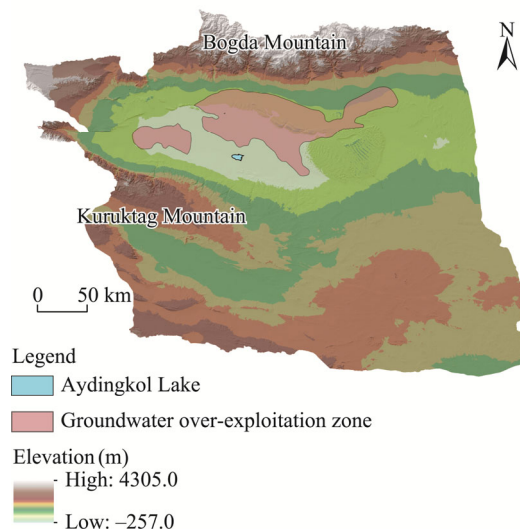 Bogda Mountain
N
Kuruktag Mountain
0 50 km
Legend
Aydingkol Lake
Groundwater over-exploitation zone
Elevation (m)
High: 4305.0
Low: –257.0